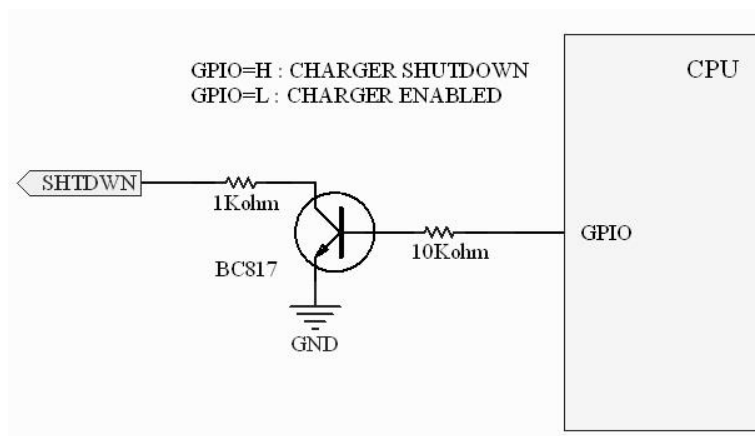 GPIO=H : CHARGER SHUTDOWN
GPIO=L : CHARGER ENABLED
CPU
SHTDWN
1Kohm
10Kohm
GPIO
BC817
GND